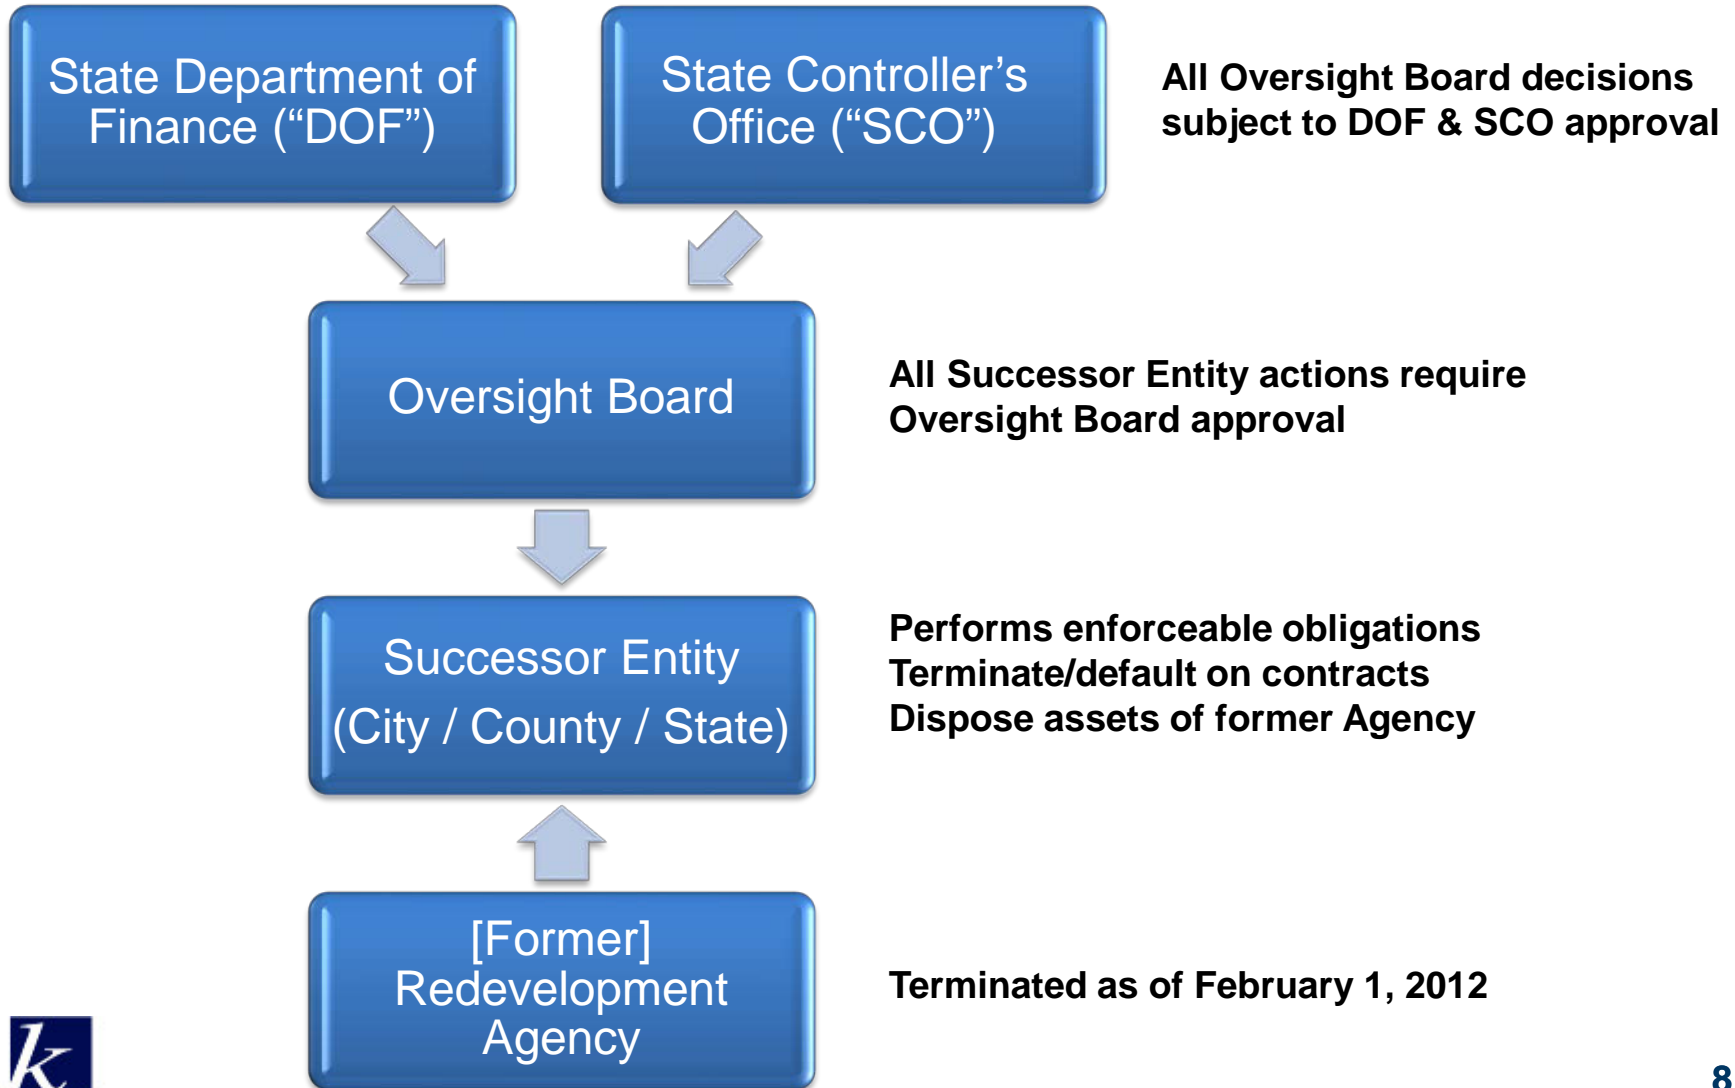 State Department of
Finance (“DOF”)
State Controller’s
Office (“SCO”)
All Oversight Board decisions
subject to DOF & SCO approval
Oversight Board
All Successor Entity actions require
Oversight Board approval
Successor Entity
(City / County / State)
Performs enforceable obligations
Terminate/default on contracts
Dispose assets of former Agency
[Former]
Redevelopment
Agency
Terminated as of February 1, 2012
k
8